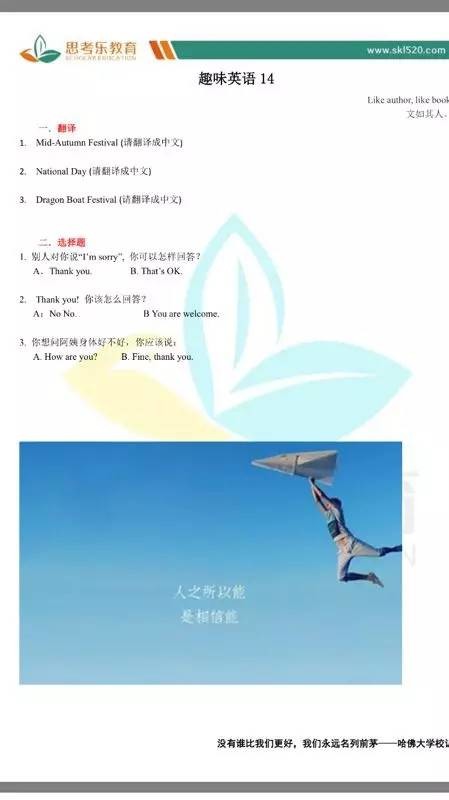 思考乐教育
SCHOLAR EDUCATION
www.skl520.com
趣味英语 14
Like author, like book
文如其人。
一．翻译
1. Mid-Autumn Festival (请翻译成中文)
2. National Day (请翻译成中文)
3. Dragon Boat Festival (请翻译成中文)
二．选择题
1. 别人对你说“I’m sorry”, 你可以怎样回答?
A．Thank you. B. That’s OK.
2. Thank you! 你该怎么回答？
A：No No. B You are welcome.
3. 你想问阿姨身体好不好，你应该说：
A. How are you? B. Fine, thank you.
育
N
人之所以能
是相信能
没有谁比我们更好，我们永远名列前茅——哈佛大学校